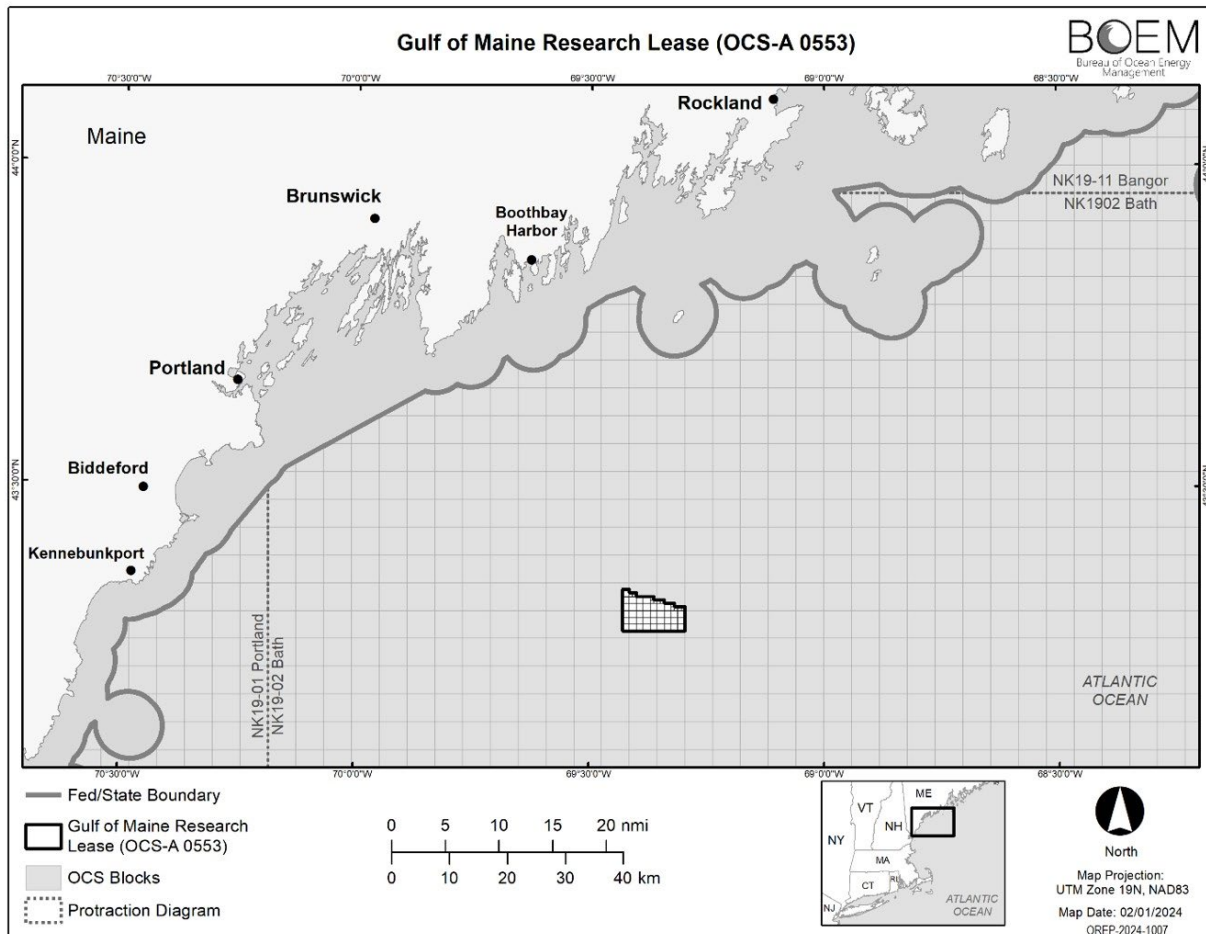 Gulf of Maine Research Lease (OCS-A 0553)
BOEM
Bureau of Ocean Energy
Management
70°30'0"W
70°0'0"W
69°30'0"W
69°0'0"W
68°30'0"W
Maine
Rockland
44°0'0"N
44°0'0"N
NK19-11 Bangor
NK1902 Bath
Brunswick
Boothbay
Harbor
Portland
Biddeford
43°30'0"N
43°30'0"N
Kennebunkport
NK19-01 Portland
NK19-02 Bath
ATLANTIC
OCEAN
70°30'0"W
70°0'0"W
69°30'0"W
69°0'0"W
68°30'0"W
Fed/State Boundary
Gulf of Maine Research
Lease (OCS-A 0553)
OCS Blocks
Protraction Diagram
0 5 10 15 20 nmi
0 10 20 30 40 km
ME
VT
NH
NY
MA
CT
RI
NJ
ATLANTIC
OCEAN
North
Map Projection:
UTM Zone 19N, NAD83
Map Date: 02/01/2024
OREP-2024-1007